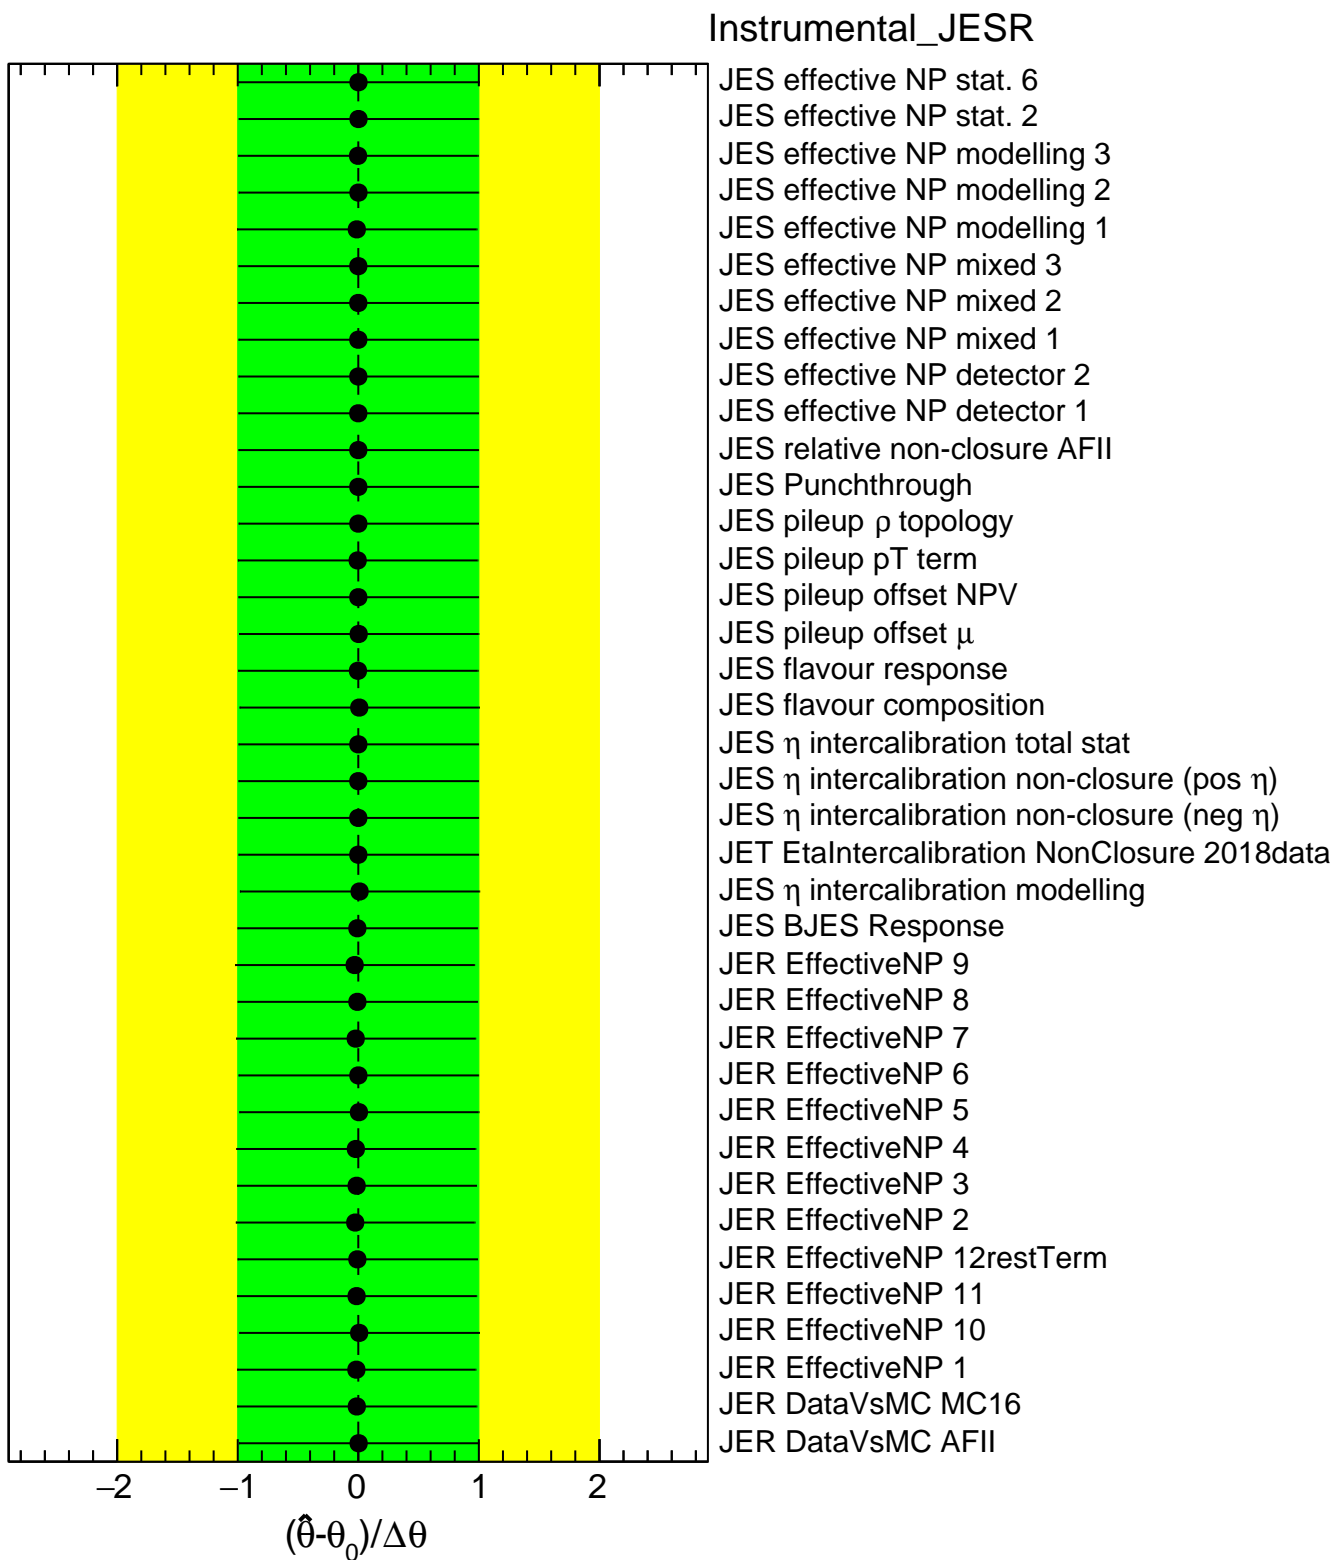 Instrumental_JESR
JES effective NP stat. 6
JES effective NP stat. 2
JES effective NP modelling 3
JES effective NP modelling 2
JES effective NP modelling 1
JES effective NP mixed 3
JES effective NP mixed 2
JES effective NP mixed 1
JES effective NP detector 2
JES effective NP detector 1
JES relative non-closure AFII
JES Punchthrough
JES pileup ρ topology
JES pileup pT term
JES pileup offset NPV
JES pileup offset μ
JES flavour response
JES flavour composition
JES η intercalibration total stat
JES η intercalibration non-closure (pos η)
JES η intercalibration non-closure (neg η)
JET EtaIntercalibration NonClosure 2018data
JES η intercalibration modelling
JES BJES Response
JER EffectiveNP 9
JER EffectiveNP 8
JER EffectiveNP 7
JER EffectiveNP 6
JER EffectiveNP 5
JER EffectiveNP 4
JER EffectiveNP 3
JER EffectiveNP 2
JER EffectiveNP 12restTerm
JER EffectiveNP 11
JER EffectiveNP 10
JER EffectiveNP 1
JER DataVsMC MC16
JER DataVsMC AFII
−2 −1 0 1 2
(θ̂-θ₀)/Δθ